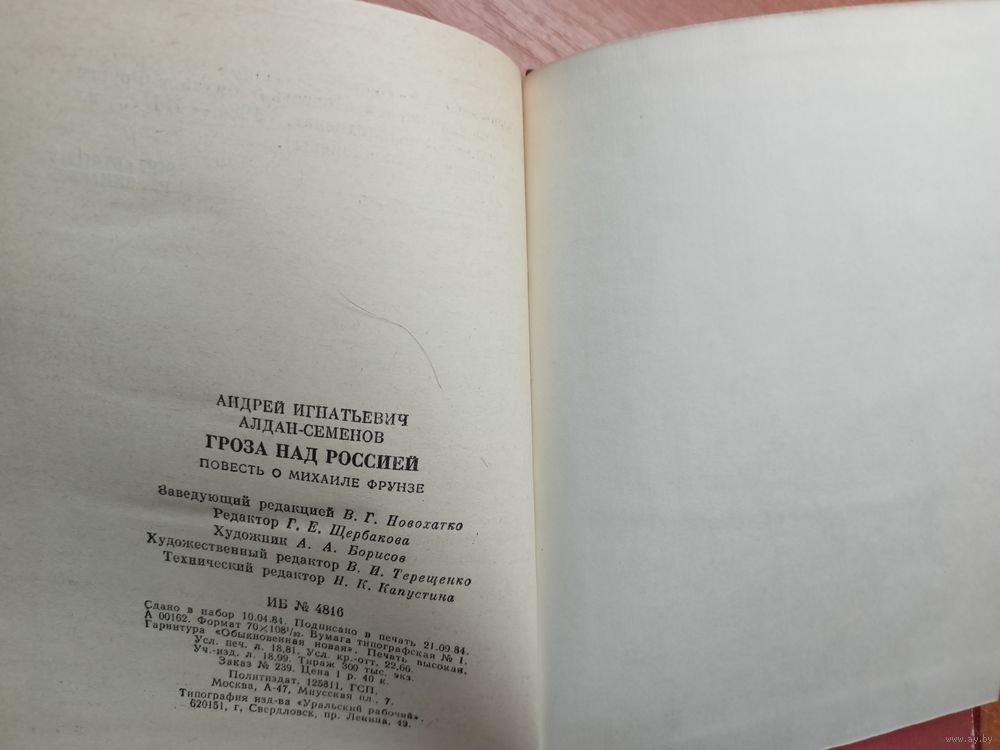 АНДРЕЙ ИГНАТЬЕВИЧ
АЛДАН-СЕМЕНОВ
ГРОЗА НАД РОССИЕЙ
ПОВЕСТЬ О МИХАИЛЕ ФРУНЗЕ
Заведующий редакцией В. Г. Новохатко
Редактор Г. Е. Щербакова
Художник А. А. Борисов
Художественный редактор В. И. Терещенко
Технический редактор Н. К. Капустина
ИБ № 4816
Сдано в набор 10.04.84. Подписано в печать 21.09.84.
А 00162. Формат 70×108¹/₃₂. Бумага типографская № 1.
Гарнитура «Обыкновенная новая». Печать высокая.
Усл. печ. л. 18,81. Усл. кр.-отт. 22,66.
Уч.-изд. л. 18,99. Тираж 300 тыс. экз.
Заказ № 239. Цена 1 р. 40 к.
Политиздат, 125811, ГСП,
Москва, А-47, Миусская пл., 7.
Типография изд-ва «Уральский рабочий».
620151, г. Свердловск, пр. Ленина, 49.
www.ay.by